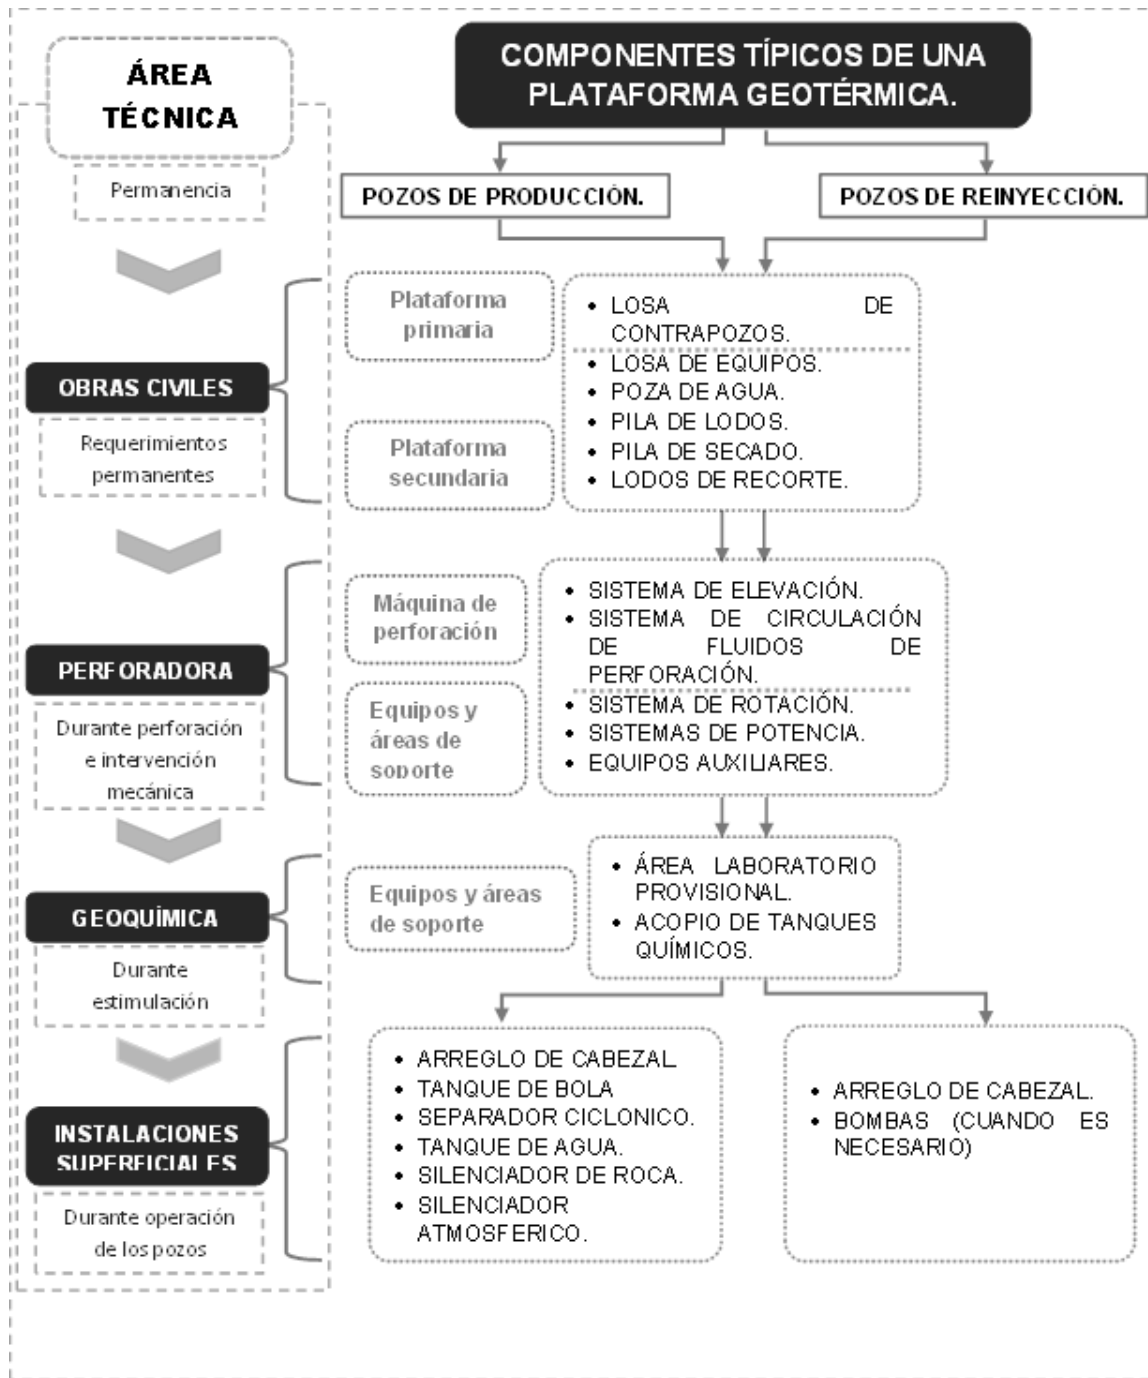 ÁREA
TÉCNICA
Permanencia
COMPONENTES TÍPICOS DE UNA
PLATAFORMA GEOTÉRMICA.
POZOS DE PRODUCCIÓN.
POZOS DE REINYECCIÓN.
OBRAS CIVILES
Requerimientos
permanentes
Plataforma
primaria
Plataforma
secundaria
• LOSA DE
CONTRAPOZOS.
• LOSA DE EQUIPOS.
• POZA DE AGUA.
• PILA DE LODOS.
• PILA DE SECADO.
• LODOS DE RECORTE.
PERFORADORA
Durante perforación
e intervención
mecánica
Máquina de
perforación
Equipos y
áreas de
soporte
• SISTEMA DE ELEVACIÓN.
• SISTEMA DE CIRCULACIÓN
DE FLUIDOS DE
PERFORACIÓN.
• SISTEMA DE ROTACIÓN.
• SISTEMAS DE POTENCIA.
• EQUIPOS AUXILIARES.
GEOQUÍMICA
Durante
estimulación
Equipos y áreas
de soporte
• ÁREA LABORATORIO
PROVISIONAL.
• ACOPIO DE TANQUES
QUÍMICOS.
INSTALACIONES
SUPERFICIALES
Durante operación
de los pozos
• ARREGLO DE CABEZAL
• TANQUE DE BOLA
• SEPARADOR CICLONICO.
• TANQUE DE AGUA.
• SILENCIADOR DE ROCA.
• SILENCIADOR
ATMOSFERICO.
• ARREGLO DE CABEZAL.
• BOMBAS (CUANDO ES
NECESARIO)